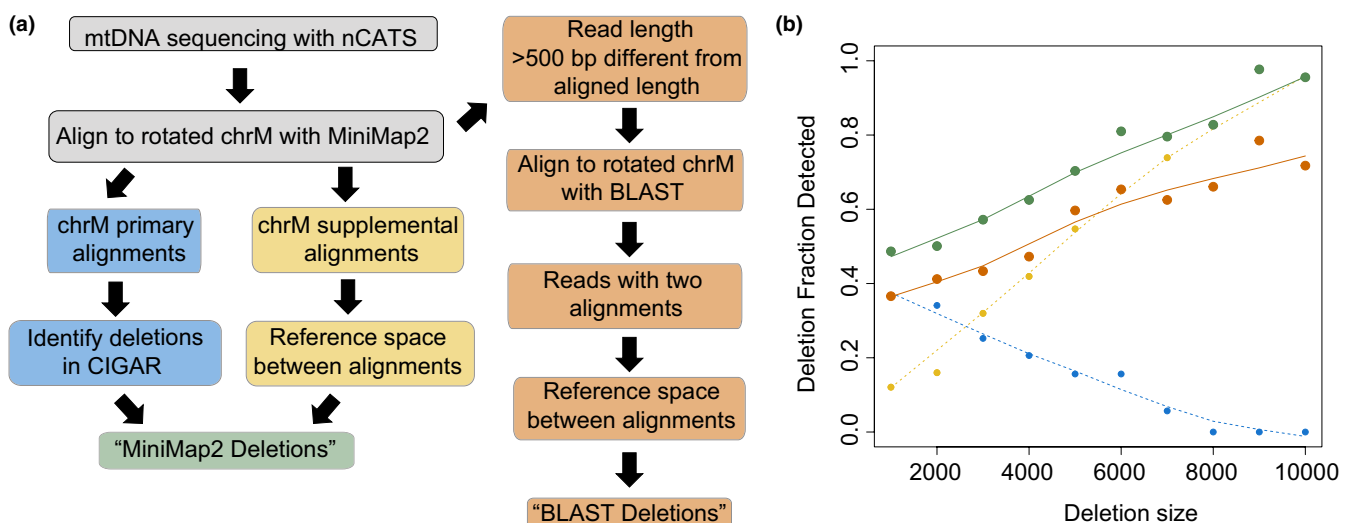 (a)
mtDNA sequencing with nCATS
Align to rotated chrM with MiniMap2
chrM primary
alignments
Identify deletions
in CIGAR
chrM supplemental
alignments
Reference space
between alignments
“MiniMap2 Deletions”
Read length
>500 bp different from
aligned length
Align to rotated chrM
with BLAST
Reads with two
alignments
Reference space
between alignments
“BLAST Deletions”
(b)
Deletion Fraction Detected
1.0
0.8
0.6
0.4
0.2
0.0
2000 4000 6000 8000 10000
Deletion size